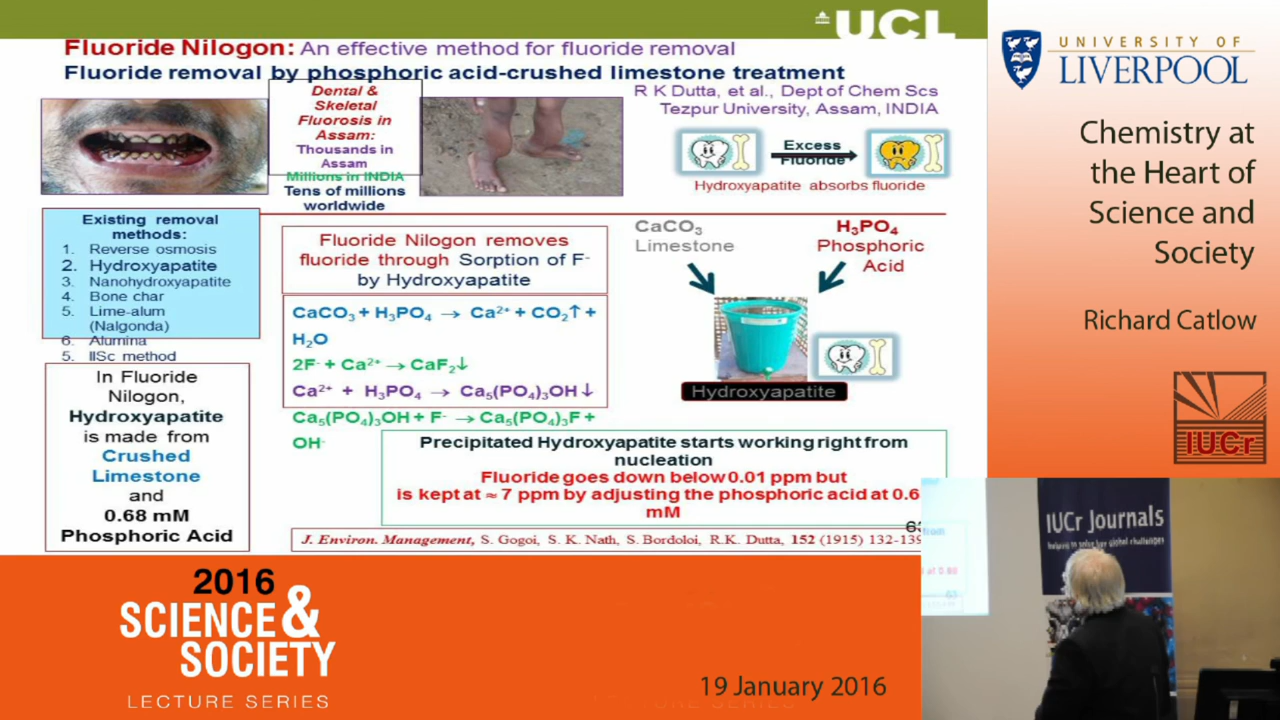 UCL
Fluoride Nilogon: An effective method for fluoride removal
Fluoride removal by phosphoric acid-crushed limestone treatment
R K Dutta, et al., Dept of Chem Scs
Tezpur University, Assam, INDIA
Dental &
Skeletal
Fluorosis in
Assam:
Thousands in
Assam
Millions in INDIA
Tens of millions
worldwide
Excess
Fluoride
Hydroxyapatite absorbs fluoride
Existing removal
methods:
1. Reverse osmosis
2. Hydroxyapatite
3. Nanohydroxyapatite
4. Bone char
5. Lime-alum
(Nalgonda)
6. Alumina
5. IISc method
In Fluoride
Nilogon,
Hydroxyapatite
is made from
Crushed
Limestone
and
0.68 mM
Phosphoric Acid
Fluoride Nilogon removes
fluoride through Sorption of F⁻
by Hydroxyapatite
CaCO₃ + H₃PO₄ → Ca²⁺ + CO₂↑ +
H₂O
2F⁻ + Ca²⁺ → CaF₂↓
Ca²⁺ + H₃PO₄ → Ca₅(PO₄)₃OH↓
Ca₅(PO₄)₃OH + F⁻ → Ca₅(PO₄)₃F +
OH⁻
CaCO₃
Limestone
H₃PO₄
Phosphoric
Acid
Hydroxyapatite
Precipitated Hydroxyapatite starts working right from
nucleation
Fluoride goes down below 0.01 ppm but
is kept at ≈ 7 ppm by adjusting the phosphoric acid at 0.6
mM
63
J. Environ. Management, S. Gogoi, S. K. Nath, S. Bordoloi, R.K. Dutta, 152 (1915) 132-139
UNIVERSITY OF
LIVERPOOL
Chemistry at
the Heart of
Science and
Society
Richard Catlow
IUCr
IUCr Journals
helping to solve key global challenges
from
63
2016
SCIENCE &
SOCIETY
LECTURE SERIES
19 January 2016